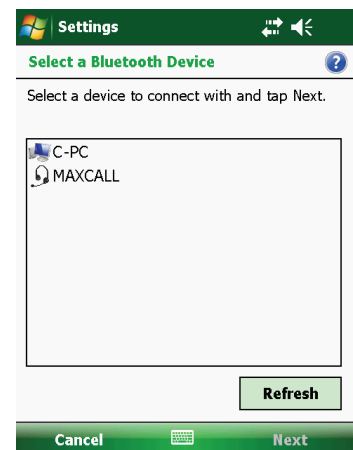 Settings
Select a Bluetooth Device
?
Select a device to connect with and tap Next.
C-PC
MAXCALL
Refresh
Cancel Next